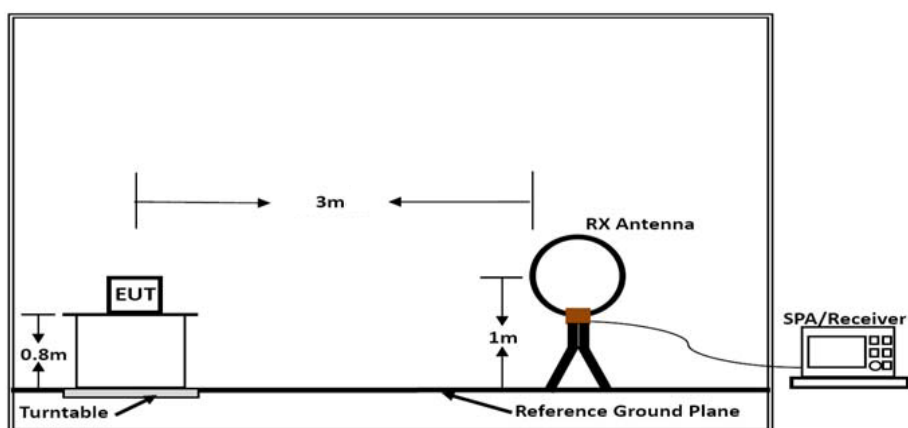 3m
RX Antenna
EUT
SPA/Receiver
0.8m
1m
Turntable
Reference Ground Plane